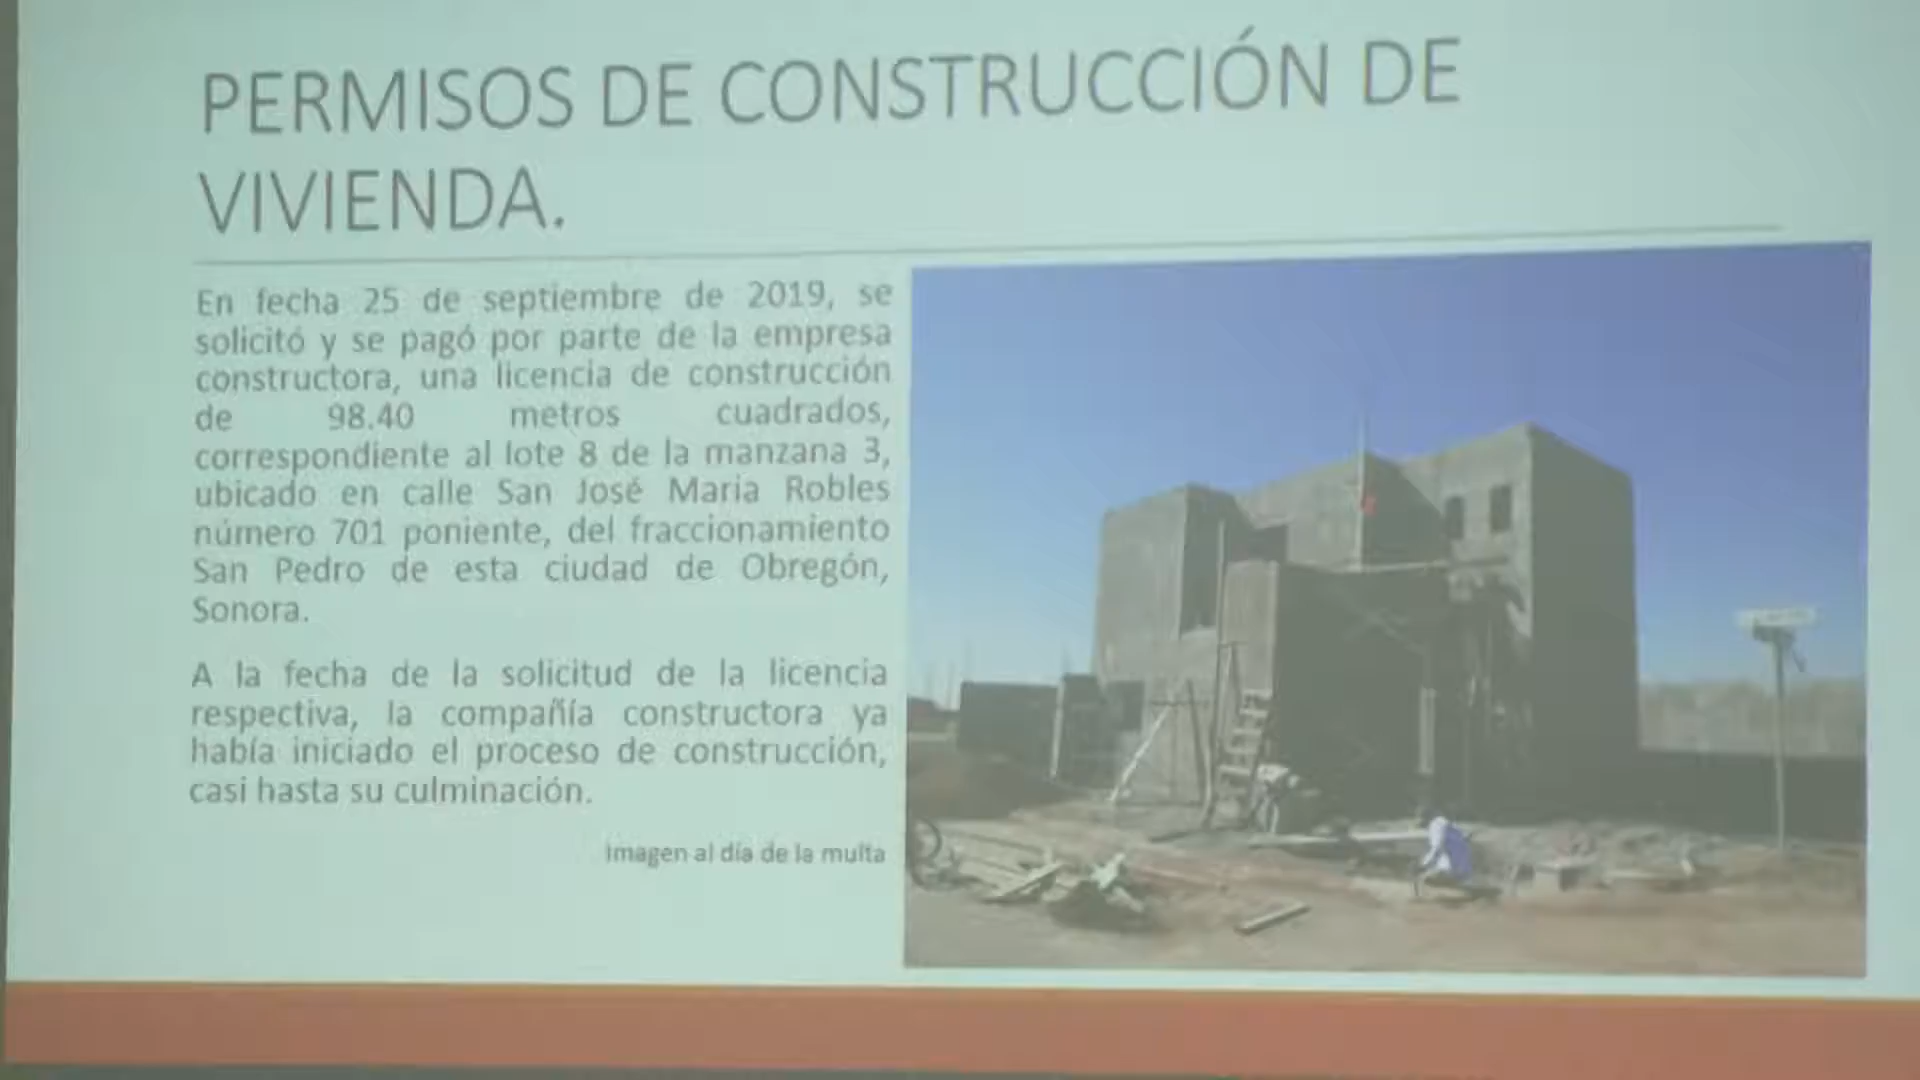 PERMISOS DE CONSTRUCCIÓN DE
VIVIENDA.
En fecha 25 de septiembre de 2019, se
solicitó y se pagó por parte de la empresa
constructora, una licencia de construcción
de 98.40 metros cuadrados,
correspondiente al lote 8 de la manzana 3,
ubicado en calle San José Maria Robles
número 701 poniente, del fraccionamiento
San Pedro de esta ciudad de Obregón,
Sonora.
A la fecha de la solicitud de la licencia
respectiva, la compañía constructora ya
había iniciado el proceso de construcción,
casi hasta su culminación.
Imagen al día de la multa